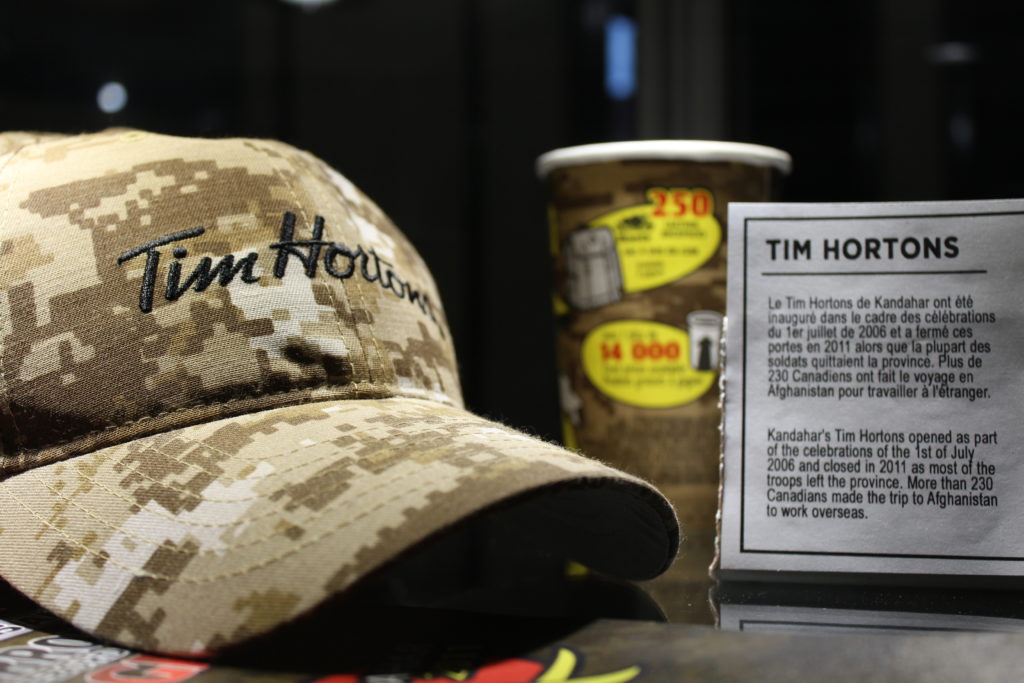 Tim Hortons
250
14 000
TIM HORTONS
Le Tim Hortons de Kandahar ont été
inauguré dans le cadre des célébrations
du 1er juillet de 2006 et a fermé ces
portes en 2011 alors que la plupart des
soldats quittaient la province. Plus de
230 Canadiens ont fait le voyage en
Afghanistan pour travailler à l'étranger.
Kandahar's Tim Hortons opened as part
of the celebrations of the 1st of July
2006 and closed in 2011 as most of the
troops left the province. More than 230
Canadians made the trip to Afghanistan
to work overseas.